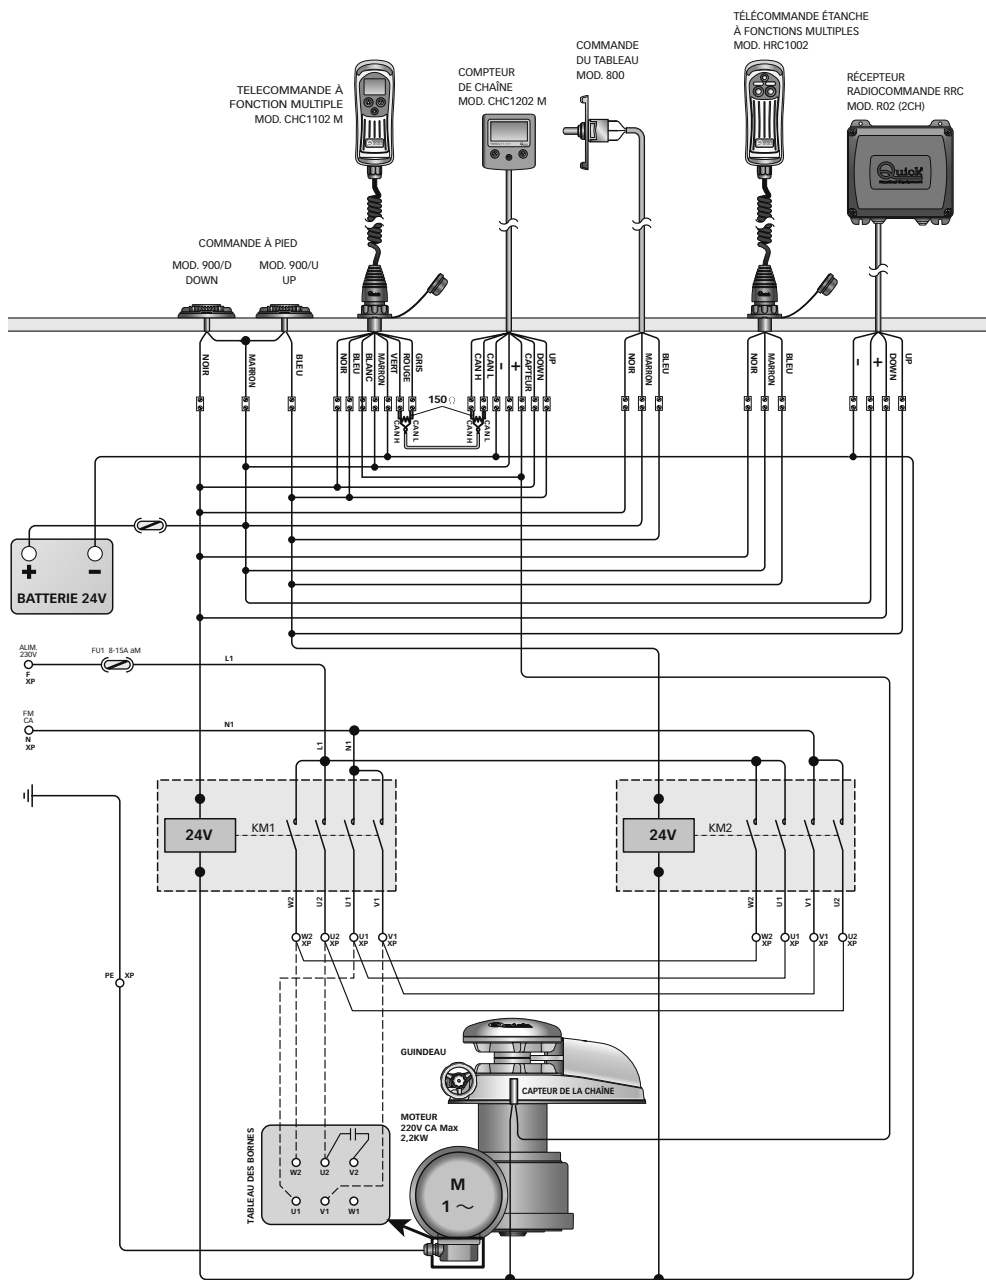 TÉLÉCOMMANDE ÉTANCHE
À FONCTIONS MULTIPLES
MOD. HRC1002
COMMANDE
DU TABLEAU
MOD. 800
COMPTEUR
DE CHAÎNE
MOD. CHC1202 M
TELECOMMANDE À
FONCTION MULTIPLE
MOD. CHC1102 M
RÉCEPTEUR
RADIOCOMMANDE RRC
MOD. R02 (2CH)
Quick
COMMANDE À PIED
MOD. 900/D
DOWN
MOD. 900/U
UP
NOIR
MARRON
BLEU
NOIR
BLEU
BLANC
MARRON
VERT
ROUGE
GRIS
CAN H
CAN L
-
+
CAPTEUR
DOWN
UP
NOIR
MARRON
BLEU
NOIR
MARRON
BLEU
-
+
DOWN
UP
150 Ω
CAN H
CAN L
CAN H
CAN L
+
-
BATTERIE 24V
ALIM.
230V
F
XP
FU1 8-15A aM
L1
FM
CA
N
XP
N1
L1
N1
24V
KM1
24V
KM2
W2
U2
U1
V1
W2
U1
V1
U2
W2
XP
U2
XP
U1
XP
V1
XP
W2
XP
U1
XP
V1
XP
U2
XP
PE
XP
GUINDEAU
Quick
CAPTEUR DE LA CHAÎNE
MOTEUR
220V CA Max
2,2KW
TABLEAU DES BORNES
W2
U2
V2
U1
V1
W1
M
1 ~